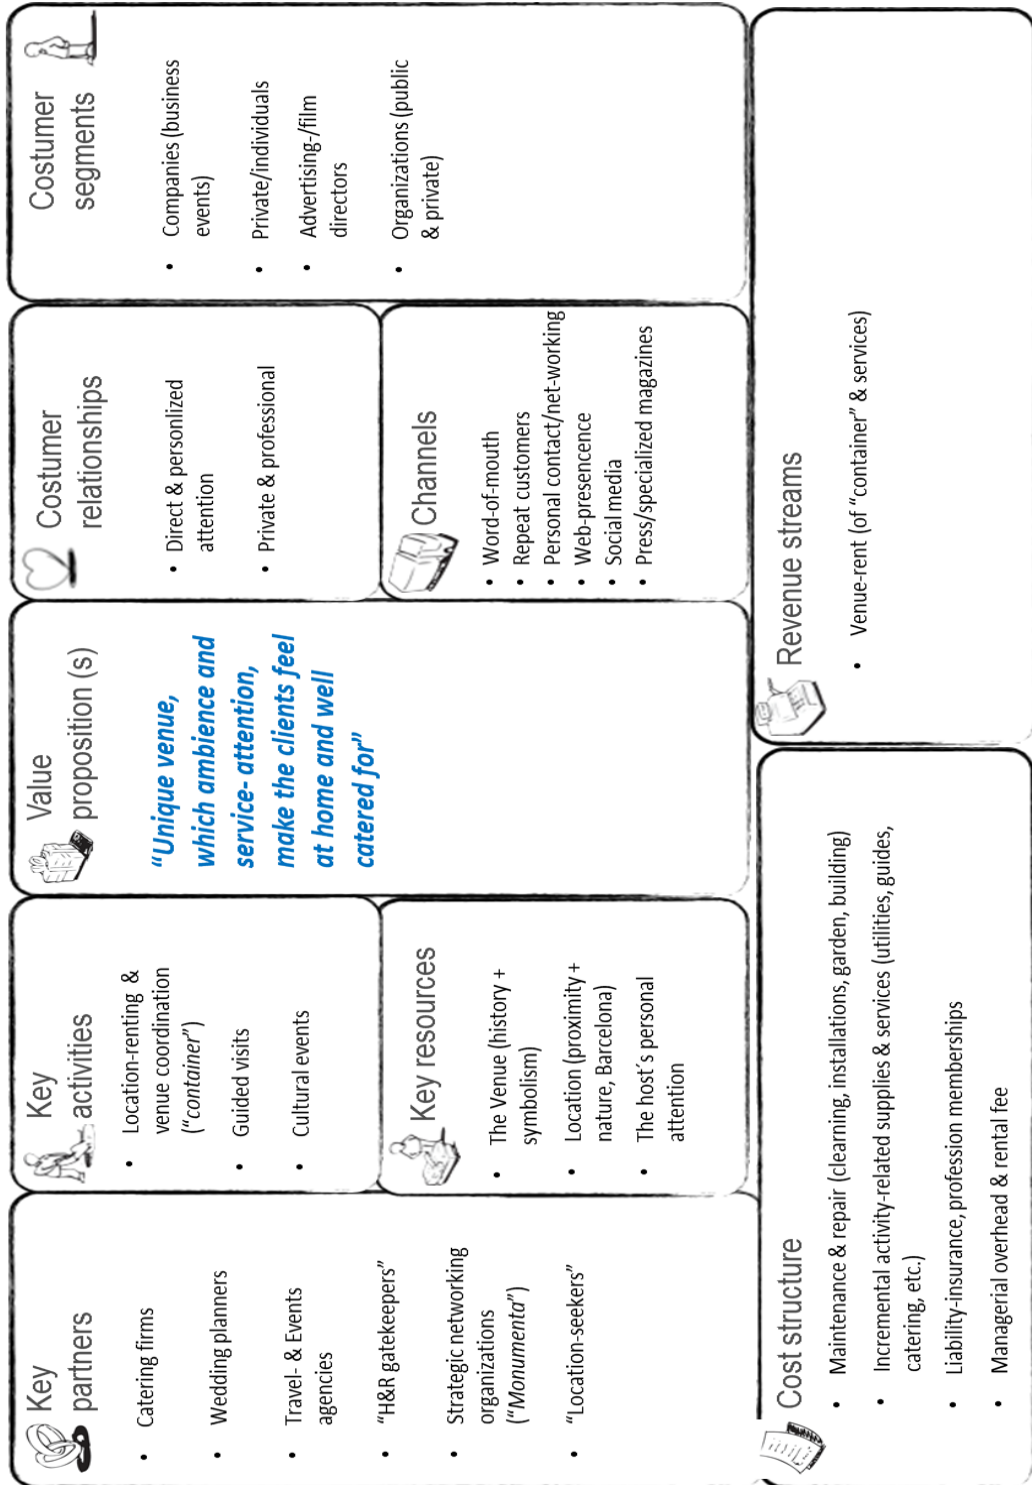 Key
partners
• Catering firms
• Wedding planners
• Travel- & Events
agencies
• “H&R gatekeepers”
• Strategic networking
organizations
(“Monumenta”)
• “Location-seekers”
Key
activities
• Location-renting &
venue coordination
(“container”)
• Guided visits
• Cultural events
Key resources
• The Venue (history +
symbolism)
• Location (proximity +
nature, Barcelona)
• The host´s personal
attention
Value
proposition (s)
“Unique venue,
which ambience and
service- attention,
make the clients feel
at home and well
catered for”
Costumer
relationships
• Direct & personlized
attention
• Private & professional
Channels
• Word-of-mouth
• Repeat customers
• Personal contact/net-working
• Web-presencence
• Social media
• Press/specialized magazines
Costumer
segments
• Companies (business
events)
• Private/individuals
• Advertising-/film
directors
• Organizations (public
& private)
Cost structure
• Maintenance & repair (clearning, installations, garden, building)
• Incremental activity-related supplies & services (utilities, guides,
catering, etc.)
• Liability-insurance, profession memberships
• Managerial overhead & rental fee
Revenue streams
• Venue-rent (of “container” & services)